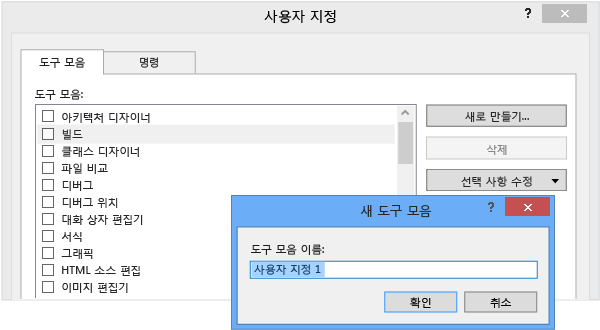 사용자 지정
?
도구 모음
명령
도구 모음:
아키텍처 디자이너
빌드
클래스 디자이너
파일 비교
디버그
디버그 위치
대화 상자 편집기
서식
그래픽
HTML 소스 편집
이미지 편집기
새로 만들기...
삭제
선택 사항 수정
새 도구 모음
?
도구 모음 이름:
사용자 지정 1
확인
취소